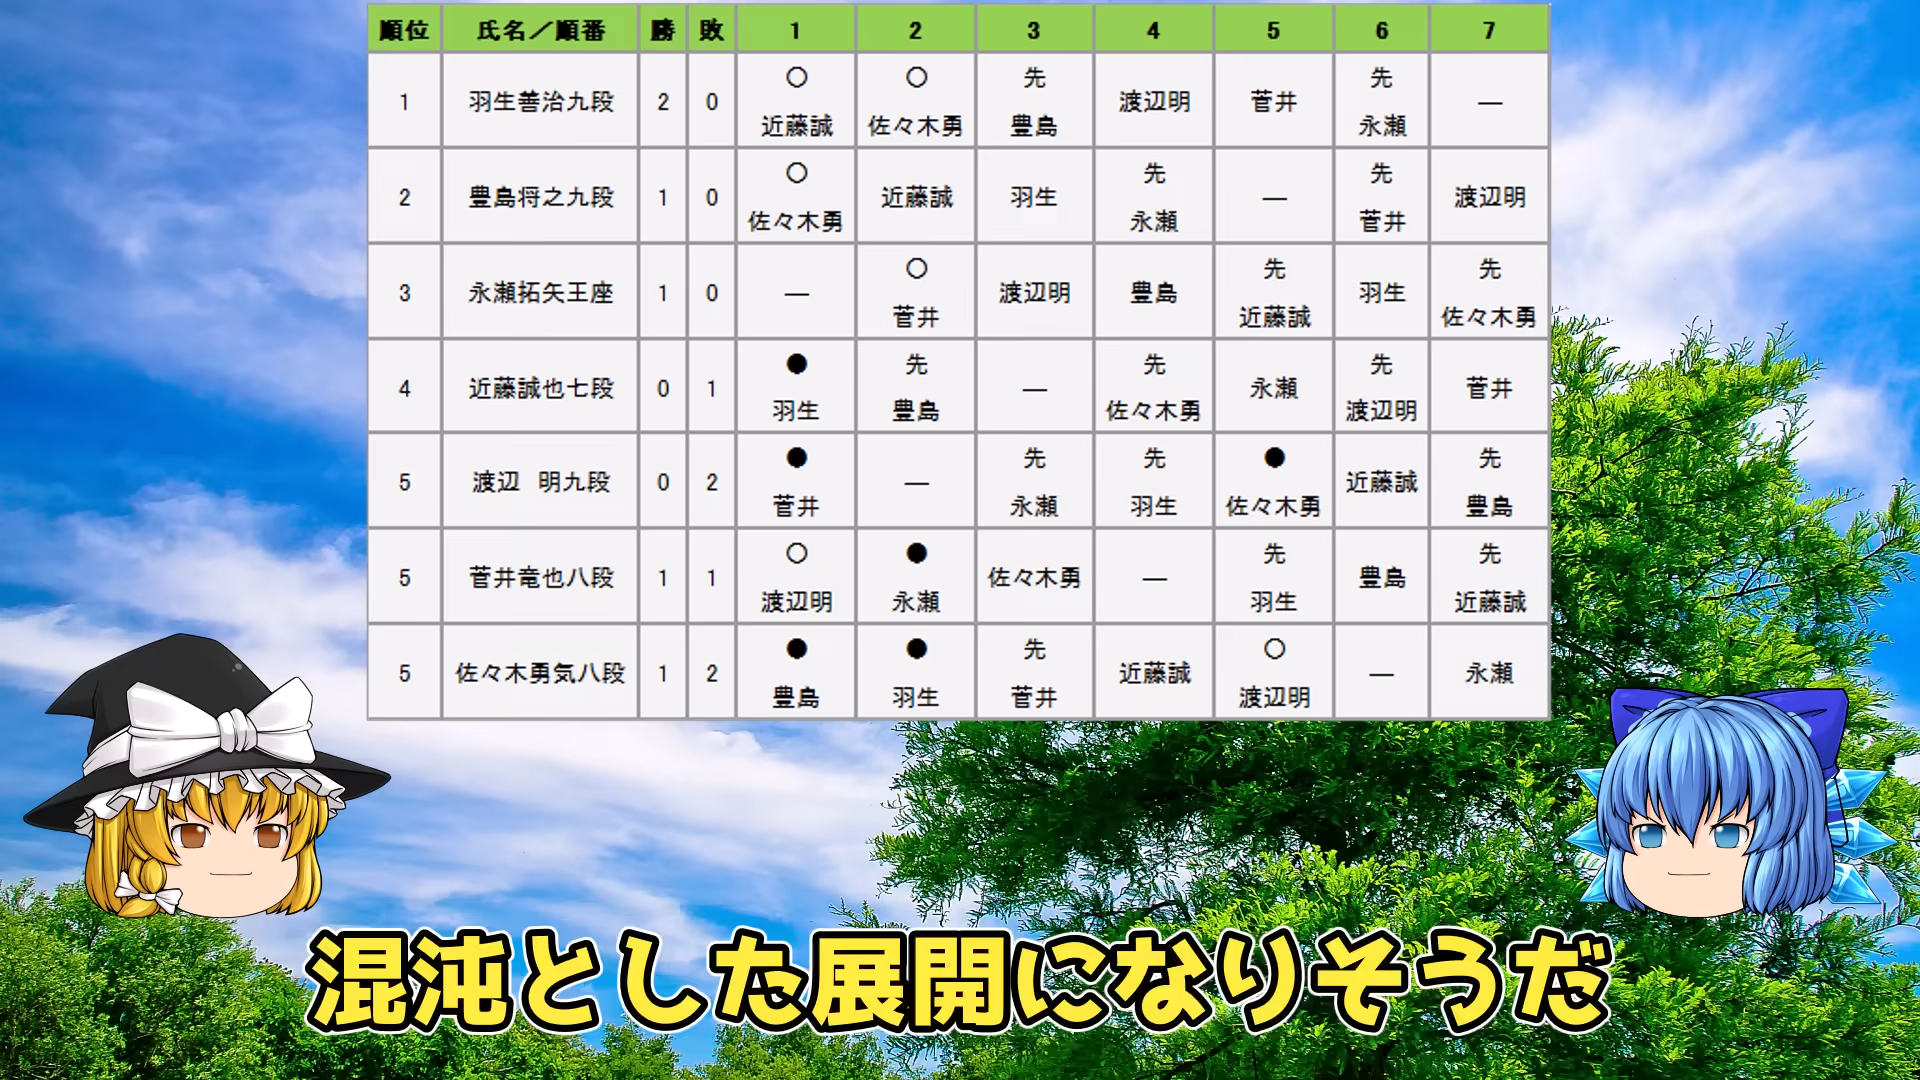 順位 氏名／順番 勝 敗 1 2 3 4 5 6 7
1 羽生善治九段 2 0 ○ 近藤誠 ○ 佐々木勇 先 豊島 渡辺明 菅井 先 永瀬 ―
2 豊島将之九段 1 0 ○ 佐々木勇 近藤誠 羽生 先 永瀬 ― 先 菅井 渡辺明
3 永瀬拓矢王座 1 0 ― ○ 菅井 渡辺明 豊島 先 近藤誠 羽生 先 佐々木勇
4 近藤誠也七段 0 1 ● 羽生 先 豊島 ― 先 佐々木勇 永瀬 先 渡辺明 菅井
5 渡辺　明九段 0 2 ● 菅井 ― 先 永瀬 先 羽生 ● 佐々木勇 近藤誠 先 豊島
5 菅井竜也八段 1 1 ○ 渡辺明 ● 永瀬 佐々木勇 ― 先 羽生 豊島 先 近藤誠
5 佐々木勇気八段 1 2 ● 豊島 ● 羽生 先 菅井 近藤誠 ○ 渡辺明 ― 永瀬
混沌とした展開になりそうだ